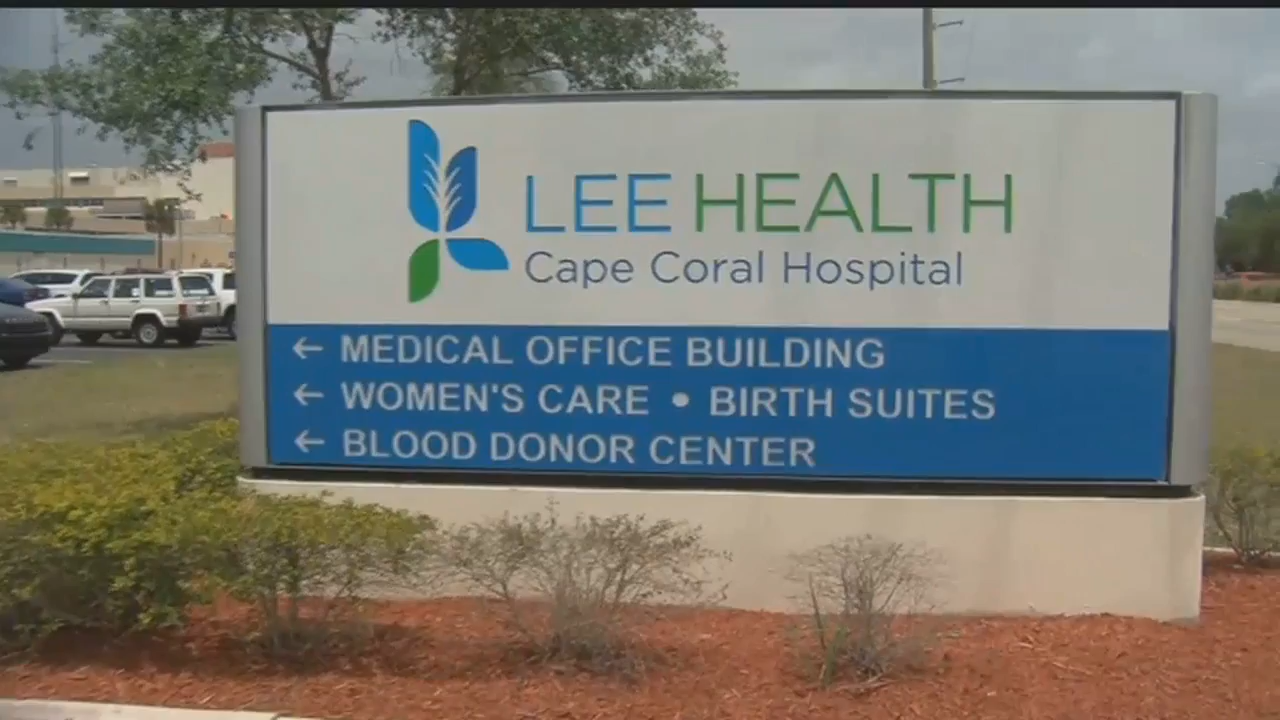 LEE HEALTH
Cape Coral Hospital
← MEDICAL OFFICE BUILDING
← WOMEN'S CARE • BIRTH SUITES
← BLOOD DONOR CENTER